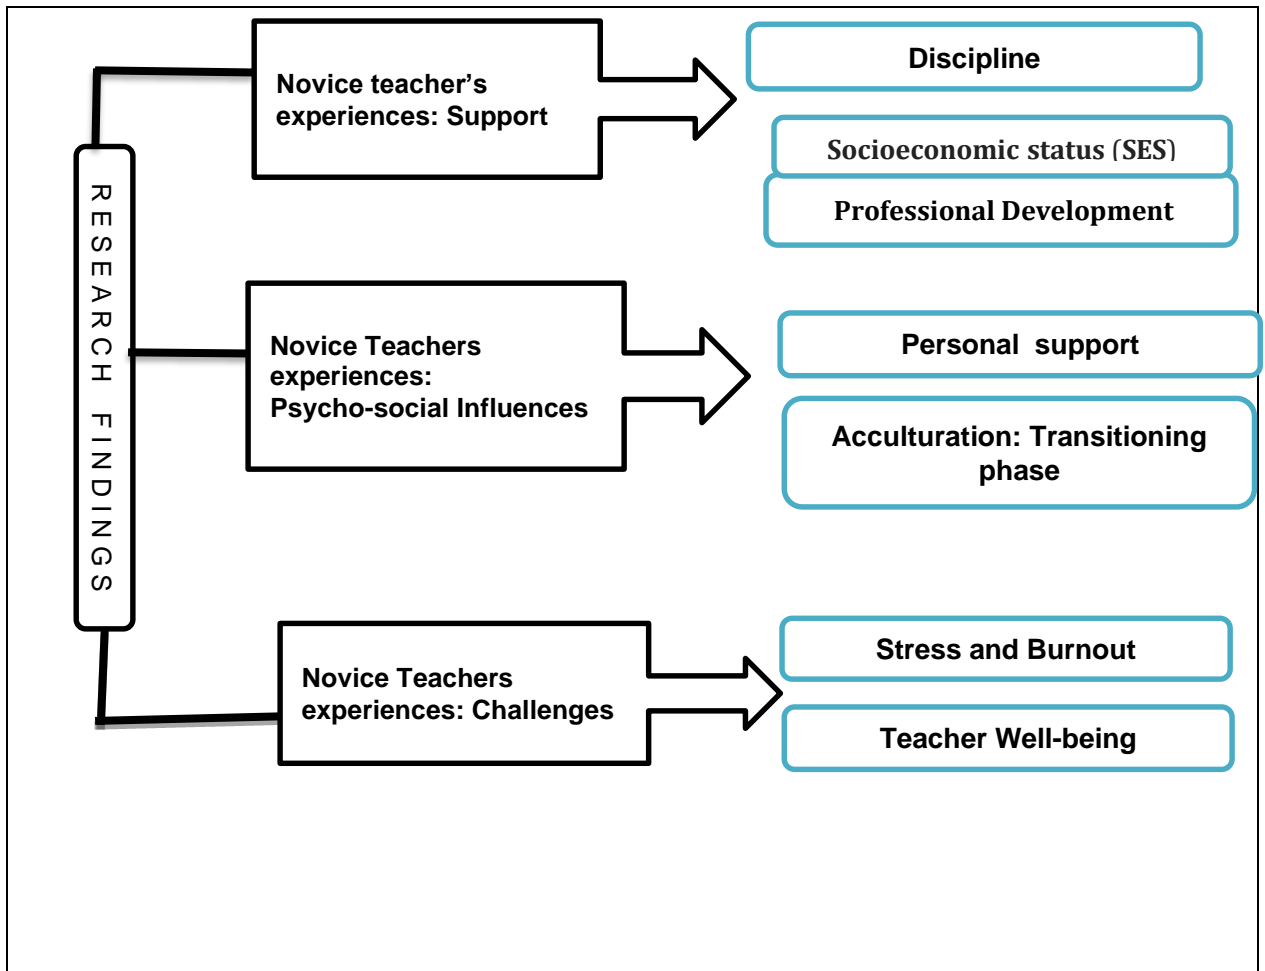 RESEARCH FINDINGS
Novice teacher’s
experiences: Support
Discipline
Socioeconomic status (SES)
Professional Development
Novice Teachers
experiences:
Psycho-social Influences
Personal support
Acculturation: Transitioning
phase
Novice Teachers
experiences: Challenges
Stress and Burnout
Teacher Well-being